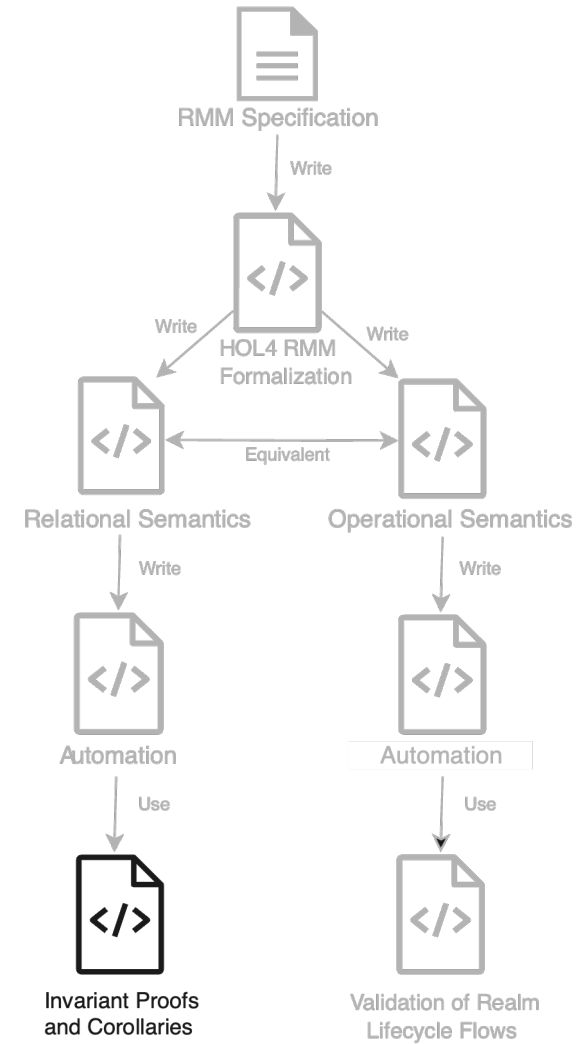 RMM Specification
Write
</>
Write
Write
HOL4 RMM
Formalization
</>
</>
Equivalent
Relational Semantics
Operational Semantics
Write
Write
</>
</>
Automation
Automation
Use
Use
</>
</>
Invariant Proofs
and Corollaries
Validation of Realm
Lifecycle Flows